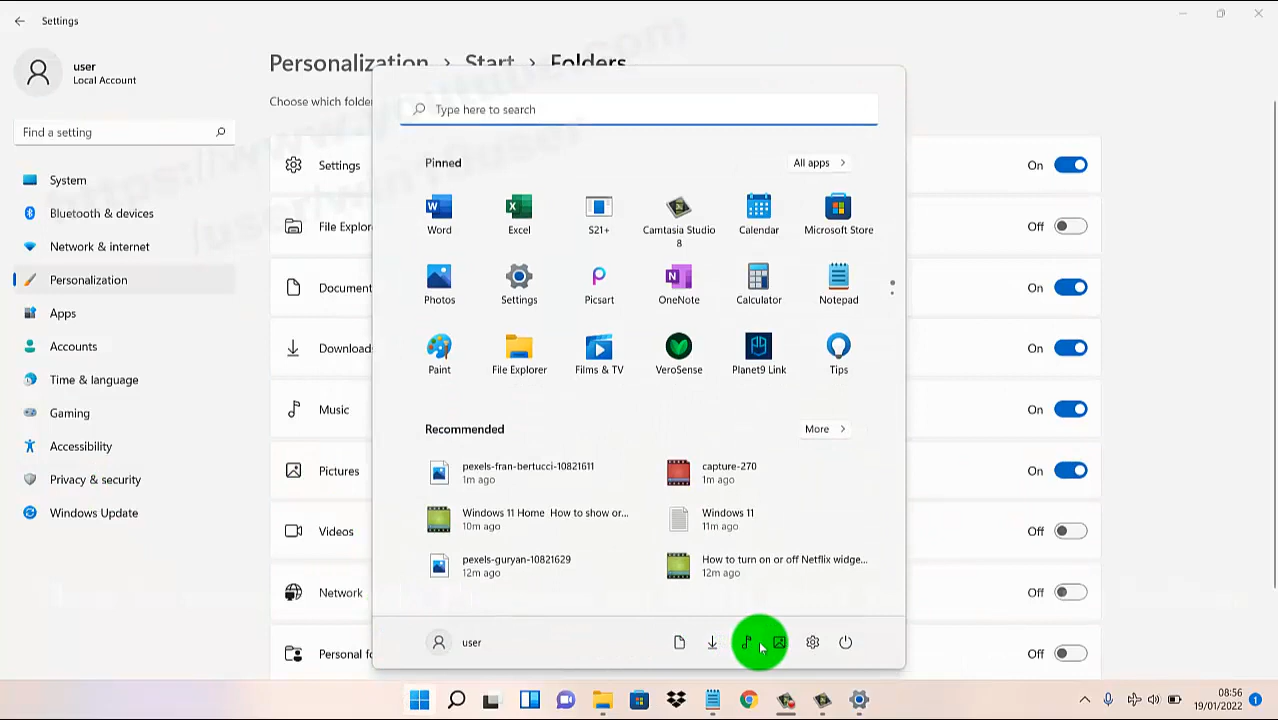 Settings
user
Local Account
Find a setting
System
Bluetooth & devices
Network & internet
Personalization
Apps
Accounts
Time & language
Gaming
Accessibility
Privacy & security
Windows Update
Personalization > Start > Folders
Choose which folde
Settings
On
File Explor
Off
Document
On
Download
On
Music
On
Pictures
On
Videos
Off
Network
Off
Personal fo
Off
Type here to search
Pinned
All apps >
Word
Excel
S21+
Camtasia Studio
8
Calendar
Microsoft Store
Photos
Settings
Picsart
OneNote
Calculator
Notepad
Paint
File Explorer
Films & TV
VeroSense
Planet9 Link
Tips
Recommended
More >
pexels-fran-bertucci-10821611
1m ago
capture-270
1m ago
Windows 11 Home How to show or...
10m ago
Windows 11
11m ago
pexels-guryan-10821629
12m ago
How to turn on or off Netflix widge...
12m ago
user
08:56
19/01/2022
1